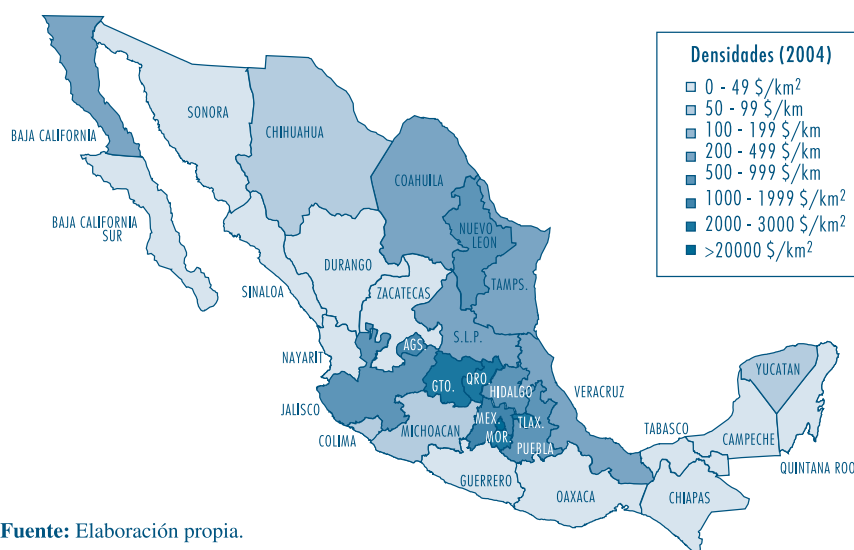 Densidades (2004)
0 - 49 $/km²
50 - 99 $/km
100 - 199 $/km
200 - 499 $/km
500 - 999 $/km
1000 - 1999 $/km²
2000 - 3000 $/km²
>20000 $/km²
SONORA
BAJA CALIFORNIA
CHIHUAHUA
COAHUILA
BAJA CALIFORNIA
SUR
NUEVO
LEON
DURANGO
TAMPS.
SINALOA
ZACATECAS
S.L.P.
AGS.
NAYARIT
YUCATAN
GTO.
QRO.
HIDALGO
VERACRUZ
JALISCO
MEX.
TLAX.
TABASCO
COLIMA
MICHOACAN
MOR.
PUEBLA
CAMPECHE
QUINTANA ROO
GUERRERO
OAXACA
CHIAPAS
Fuente: Elaboración propia.